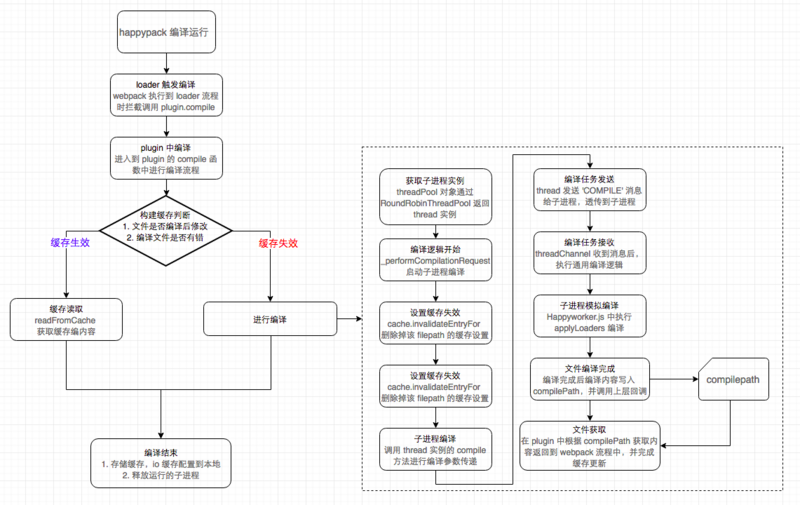 happypack 编译运行
loader 触发编译
webpack 执行到 loader 流程
时拦截调用 plugin.compile
plugin 中编译
进入到 plugin 的 compile 函
数中进行编译流程
构建缓存判断
1. 文件是否编译后修改
2. 编译文件是否有错
缓存生效
缓存失效
缓存读取
readFromCache
获取缓存编内容
进行编译
编译结束
1. 存储缓存，io 缓存配置到本地
2. 释放运行的子进程
获取子进程实例
threadPool 对象通过
RoundRobinThreadPool 返回
thread 实例
编译逻辑开始
_performCompilationRequest
启动子进程编译
设置缓存失效
cache.invalidateEntryFor
删除掉该 filepath 的缓存设置
设置缓存失效
cache.invalidateEntryFor
删除掉该 filepath 的缓存设置
子进程编译
调用 thread 实例的 compile
方法进行编译参数传递
编译任务发送
thread 发送 'COMPILE' 消息
给子进程，透传到子进程
编译任务接收
threadChannel 收到消息后，
执行通用编译逻辑
子进程模拟编译
Happyworker.js 中执行
applyLoaders 编译
文件编译完成
编译完成后编译内容写入
compilePath，并调用上层回调
compilepath
文件获取
在 plugin 中根据 compilePath 获取内
容返回到 webpack 流程中，并完成
缓存更新